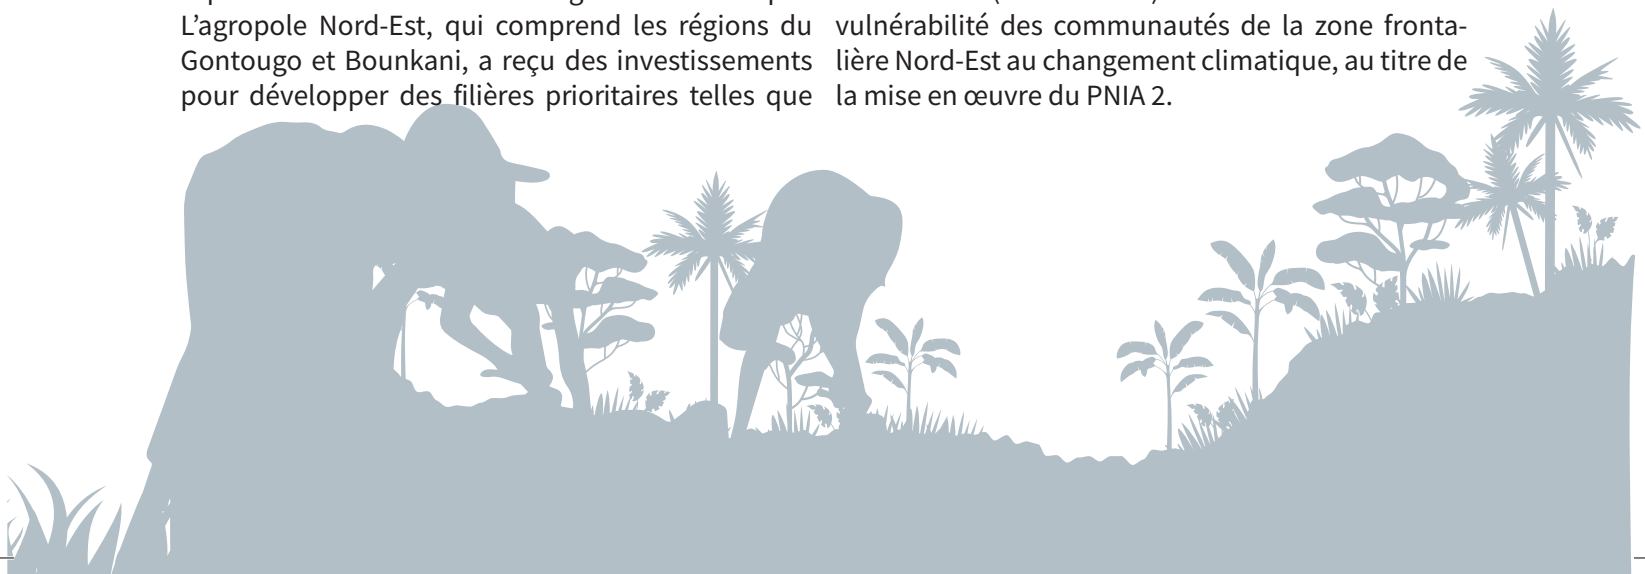 L’agropole Nord-Est, qui comprend les régions du
Gontougo et Bounkani, a reçu des investissements
pour développer des filières prioritaires telles que
vulnérabilité des communautés de la zone fronta-
lière Nord-Est au changement climatique, au titre de
la mise en œuvre du PNIA 2.